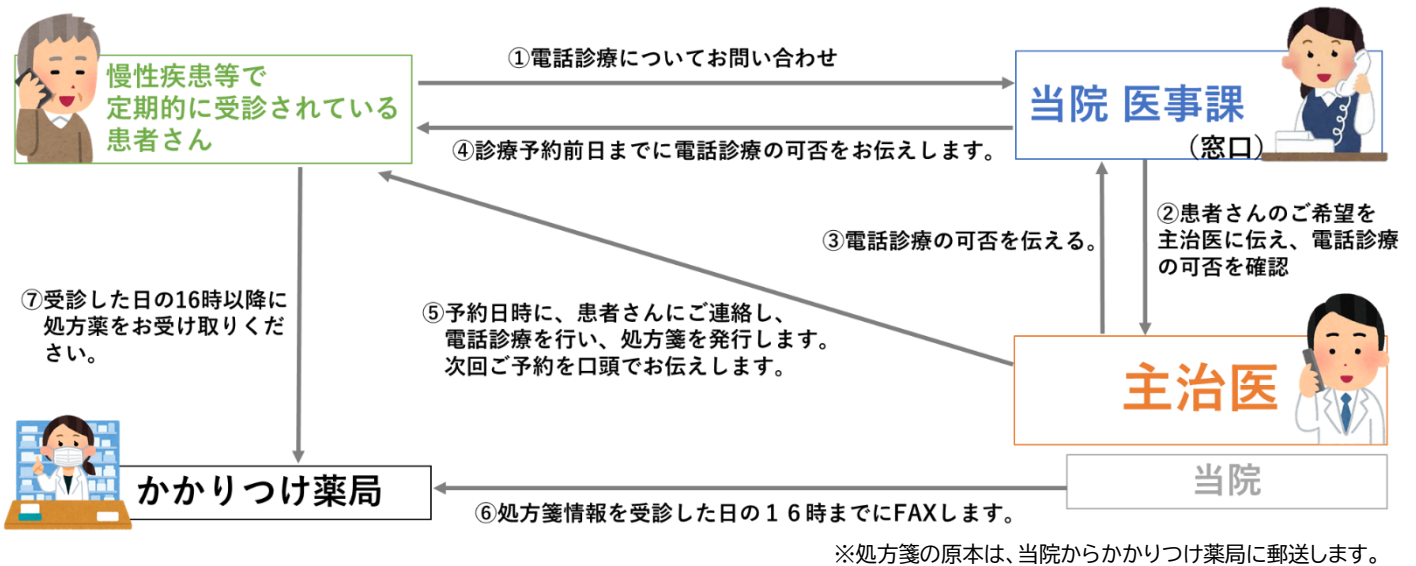 ①電話診療についてお問い合わせ
慢性疾患等で
定期的に受診されている
患者さん
当院 医事課
(窓口)
④診療予約前日までに電話診療の可否をお伝えします。
②患者さんのご希望を
主治医に伝え、電話診療
の可否を確認
③電話診療の可否を伝える。
⑦受診した日の16時以降に
処方薬をお受け取りくだ
さい。
⑤予約日時に、患者さんにご連絡し、
電話診療を行い、処方箋を発行します。
次回ご予約を口頭でお伝えします。
主治医
かかりつけ薬局
当院
⑥処方箋情報を受診した日の16時までにFAXします。
※処方箋の原本は、当院からかかりつけ薬局に郵送します。